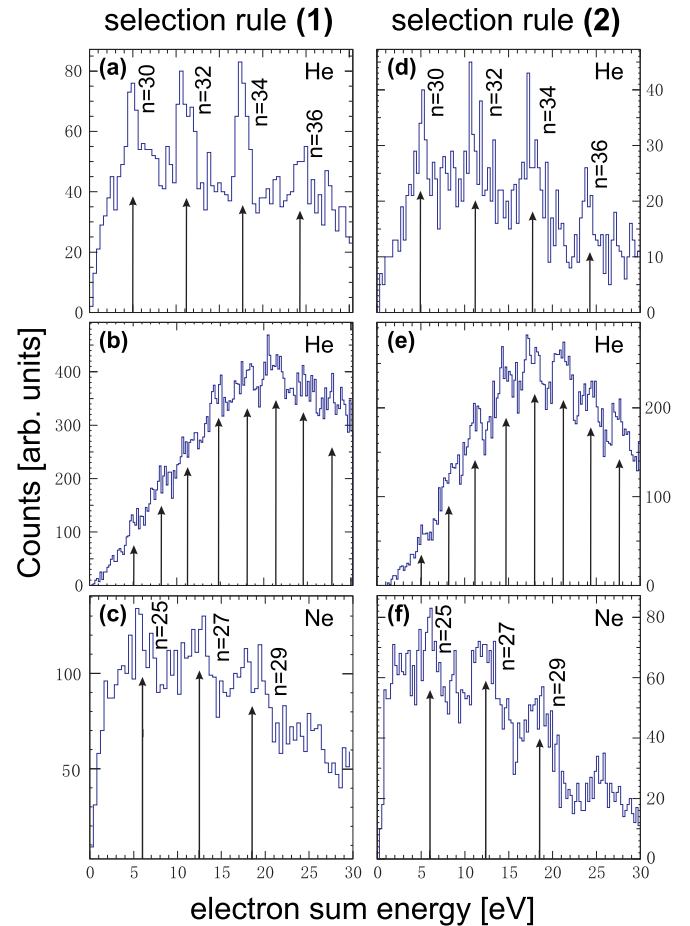 selection rule (1)
selection rule (2)
(a)
He
n=30
n=32
n=34
n=36
80
60
40
20
0
(d)
He
n=30
n=32
n=34
n=36
40
30
20
10
0
(b)
He
400
300
200
100
0
(e)
He
200
100
0
(c)
Ne
n=25
n=27
n=29
100
50
(f)
Ne
n=25
n=27
n=29
80
60
40
20
0
Counts [arb. units]
0 5 10 15 20 25 30
0 5 10 15 20 25 30
electron sum energy [eV]